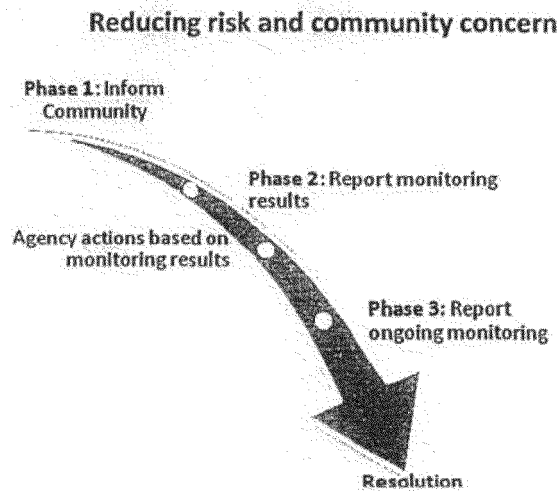 Reducing risk and community concern
Phase 1: Inform
Community
Phase 2: Report monitoring
results
Agency actions based on
monitoring results
Phase 3: Report
ongoing monitoring
Resolution